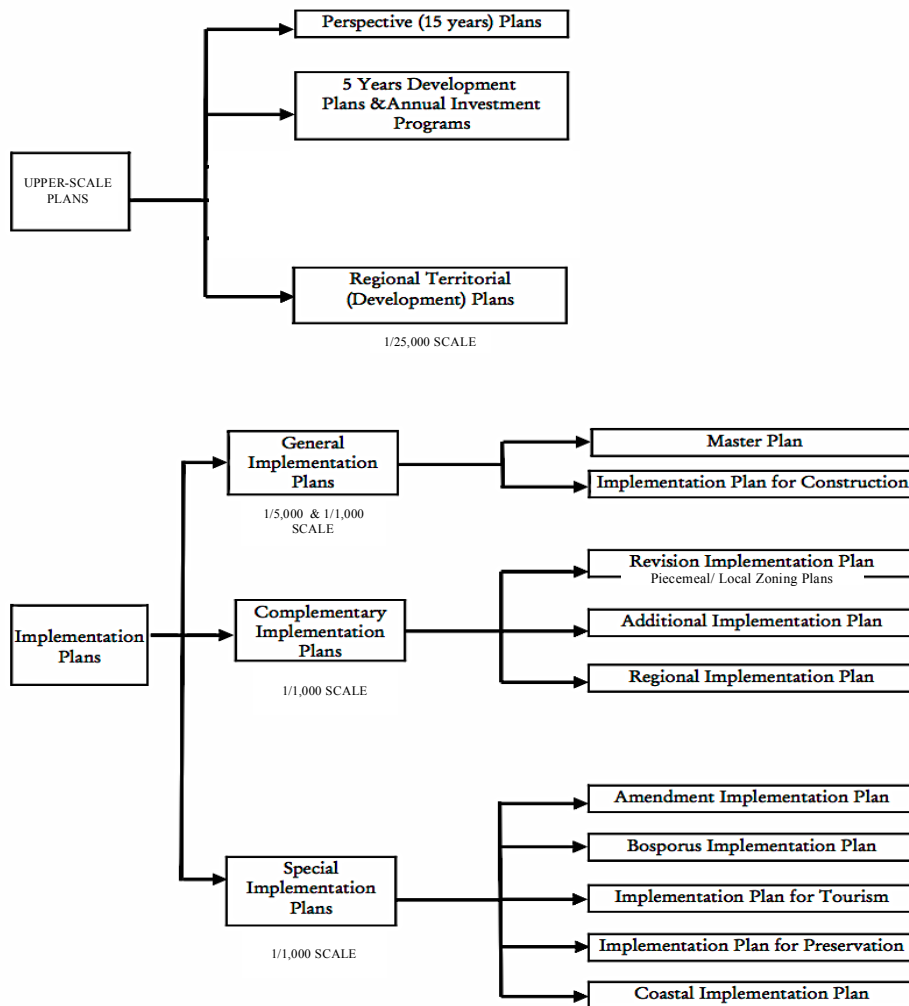 Perspective (15 years) Plans
5 Years Development
Plans &Annual Investment
Programs
UPPER-SCALE
PLANS
Regional Territorial
(Development) Plans
1/25,000 SCALE
General
Implementation
Plans
1/5,000 & 1/1,000
SCALE
Master Plan
Implementation Plan for Construction
Implementation
Plans
Complementary
Implementation
Plans
1/1,000 SCALE
Revision Implementation Plan
Piecemeal/ Local Zoning Plans
Additional Implementation Plan
Regional Implementation Plan
Special
Implementation
Plans
1/1,000 SCALE
Amendment Implementation Plan
Bosporus Implementation Plan
Implementation Plan for Tourism
Implementation Plan for Preservation
Coastal Implementation Plan